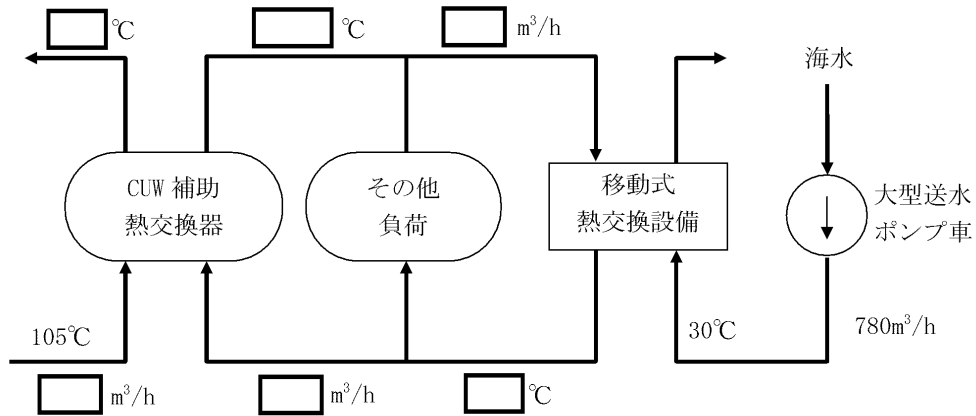 ℃
℃
m³/h
海水
CUW 補助
熱交換器
その他
負荷
移動式
熱交換設備
大型送水
ポンプ車
105℃
30℃
780m³/h
m³/h
m³/h
℃